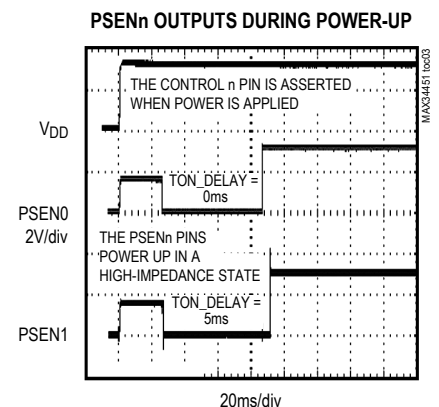 PSENn OUTPUTS DURING POWER-UP
MAX34451 toc03
THE CONTROL n PIN IS ASSERTED
WHEN POWER IS APPLIED
VDD
TON_DELAY =
0ms
PSEN0
2V/div
THE PSENn PINS
POWER UP IN A
HIGH-IMPEDANCE STATE
TON_DELAY =
5ms
PSEN1
20ms/div